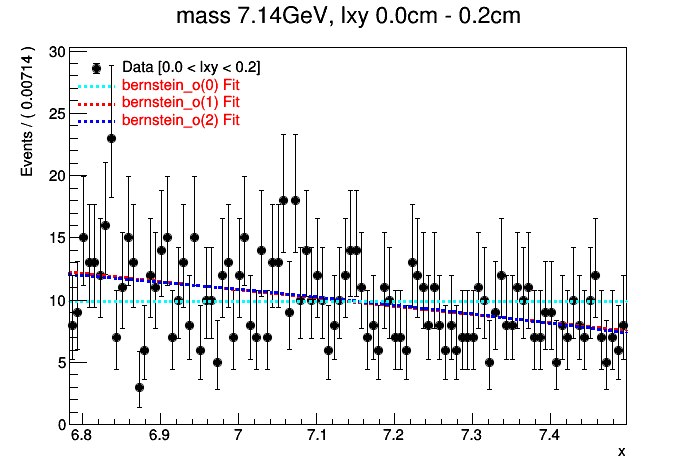 mass 7.14GeV, lxy 0.0cm - 0.2cm
Events / ( 0.00714 )
30
25
20
15
10
5
0
Data [0.0 < lxy < 0.2]
bernstein_o(0) Fit
bernstein_o(1) Fit
bernstein_o(2) Fit
6.8 6.9 7 7.1 7.2 7.3 7.4
x